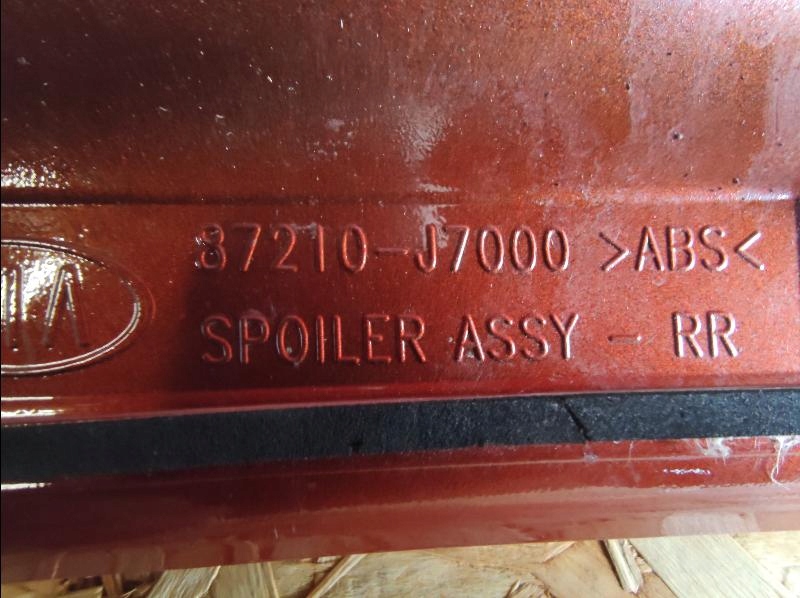 87210-J7000 >ABS<
SPOILER ASSY - RR